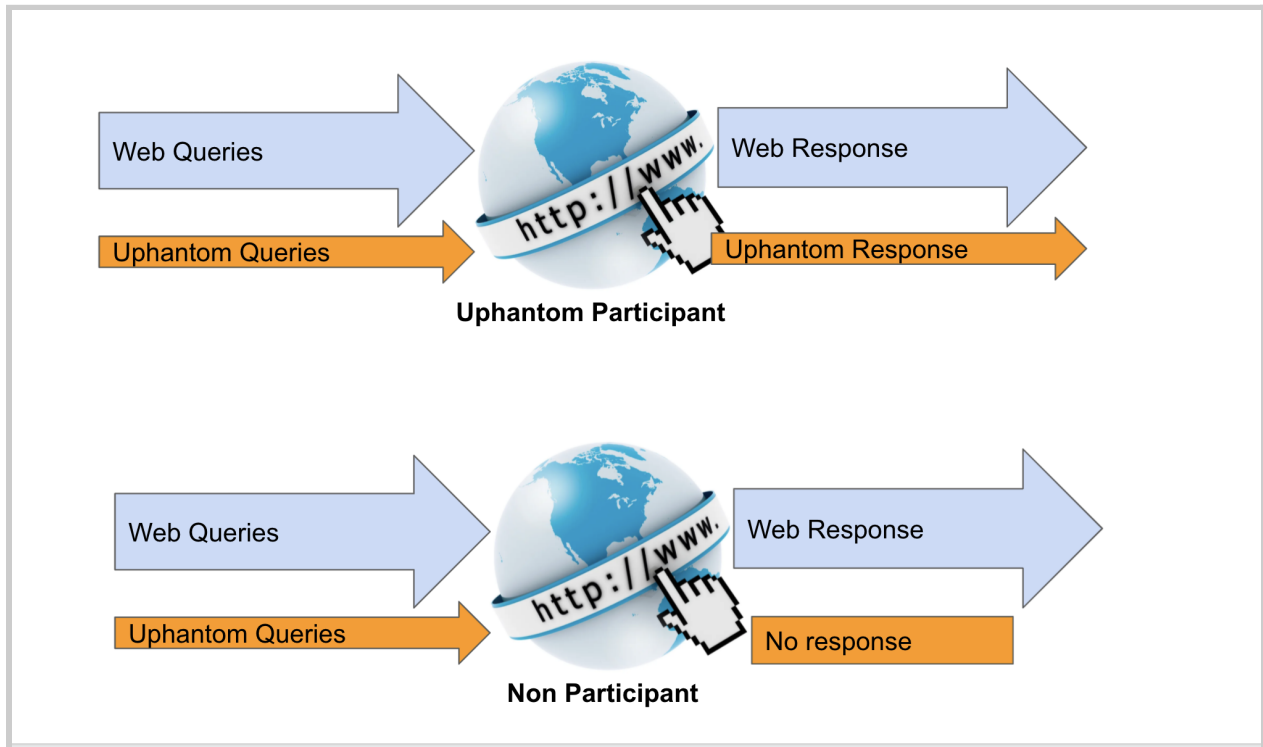 Web Queries
http://www.
Web Response
Uphantom Queries
Uphantom Response
Uphantom Participant
Web Queries
http://www.
Web Response
Uphantom Queries
No response
Non Participant